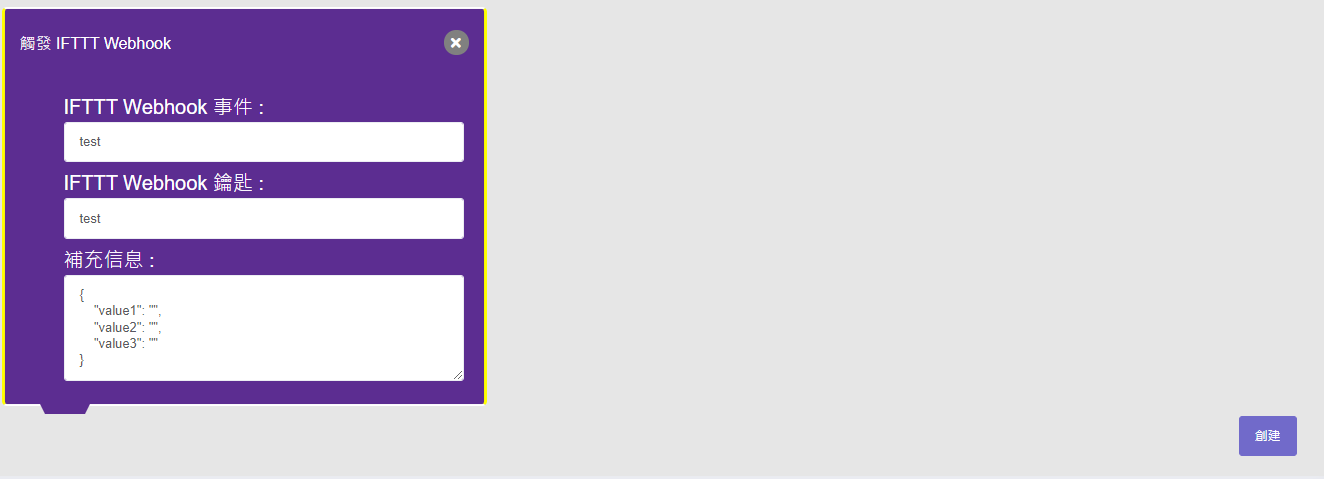 觸發 IFTTT Webhook
IFTTT Webhook 事件 :
test
IFTTT Webhook 鑰匙 :
test
補充信息 :
{
    "value1": "",
    "value2": "",
    "value3": ""
}
創建